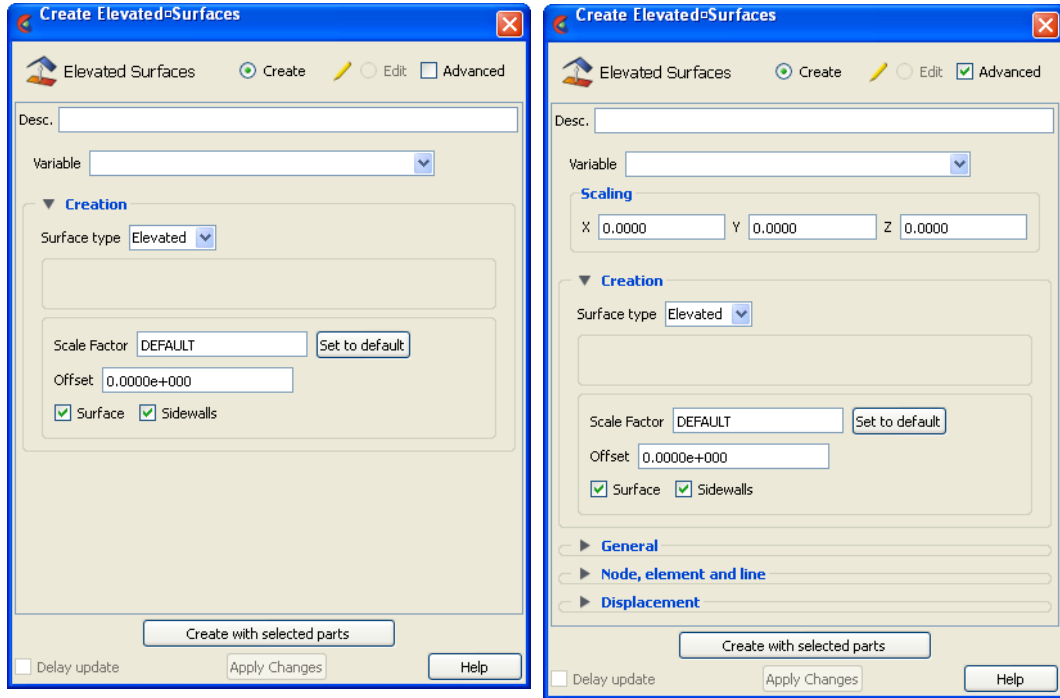 Create Elevated¤Surfaces
Elevated Surfaces Create Edit Advanced
Desc.
Variable
Creation
Surface type Elevated
Scale Factor DEFAULT Set to default
Offset 0.0000e+000
Surface Sidewalls
Create with selected parts
Delay update Apply Changes Help
Create Elevated¤Surfaces
Elevated Surfaces Create Edit Advanced
Desc.
Variable
Scaling
X 0.0000 Y 0.0000 Z 0.0000
Creation
Surface type Elevated
Scale Factor DEFAULT Set to default
Offset 0.0000e+000
Surface Sidewalls
General
Node, element and line
Displacement
Create with selected parts
Delay update Apply Changes Help